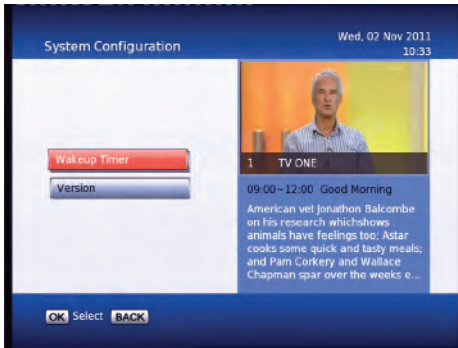 System Configuration
Wed, 02 Nov 2011
10:33
Wakeup Timer
Version
1 TV ONE
09:00~12:00 Good Morning
American vet Jonathon Balcombe
on his research whichshows
animals have feelings too; Astar
cooks some quick and tasty meals;
and Pam Corkery and Wallace
Chapman spar over the weeks e...
OK Select BACK